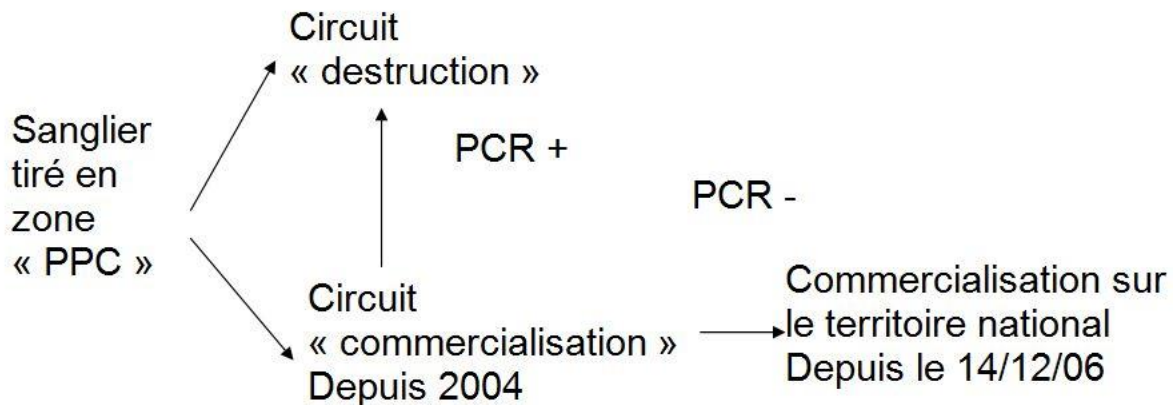 Circuit
« destruction »
Sanglier
tiré en
zone
« PPC »
PCR +
PCR -
Circuit
« commercialisation »
Depuis 2004
Commercialisation sur
le territoire national
Depuis le 14/12/06